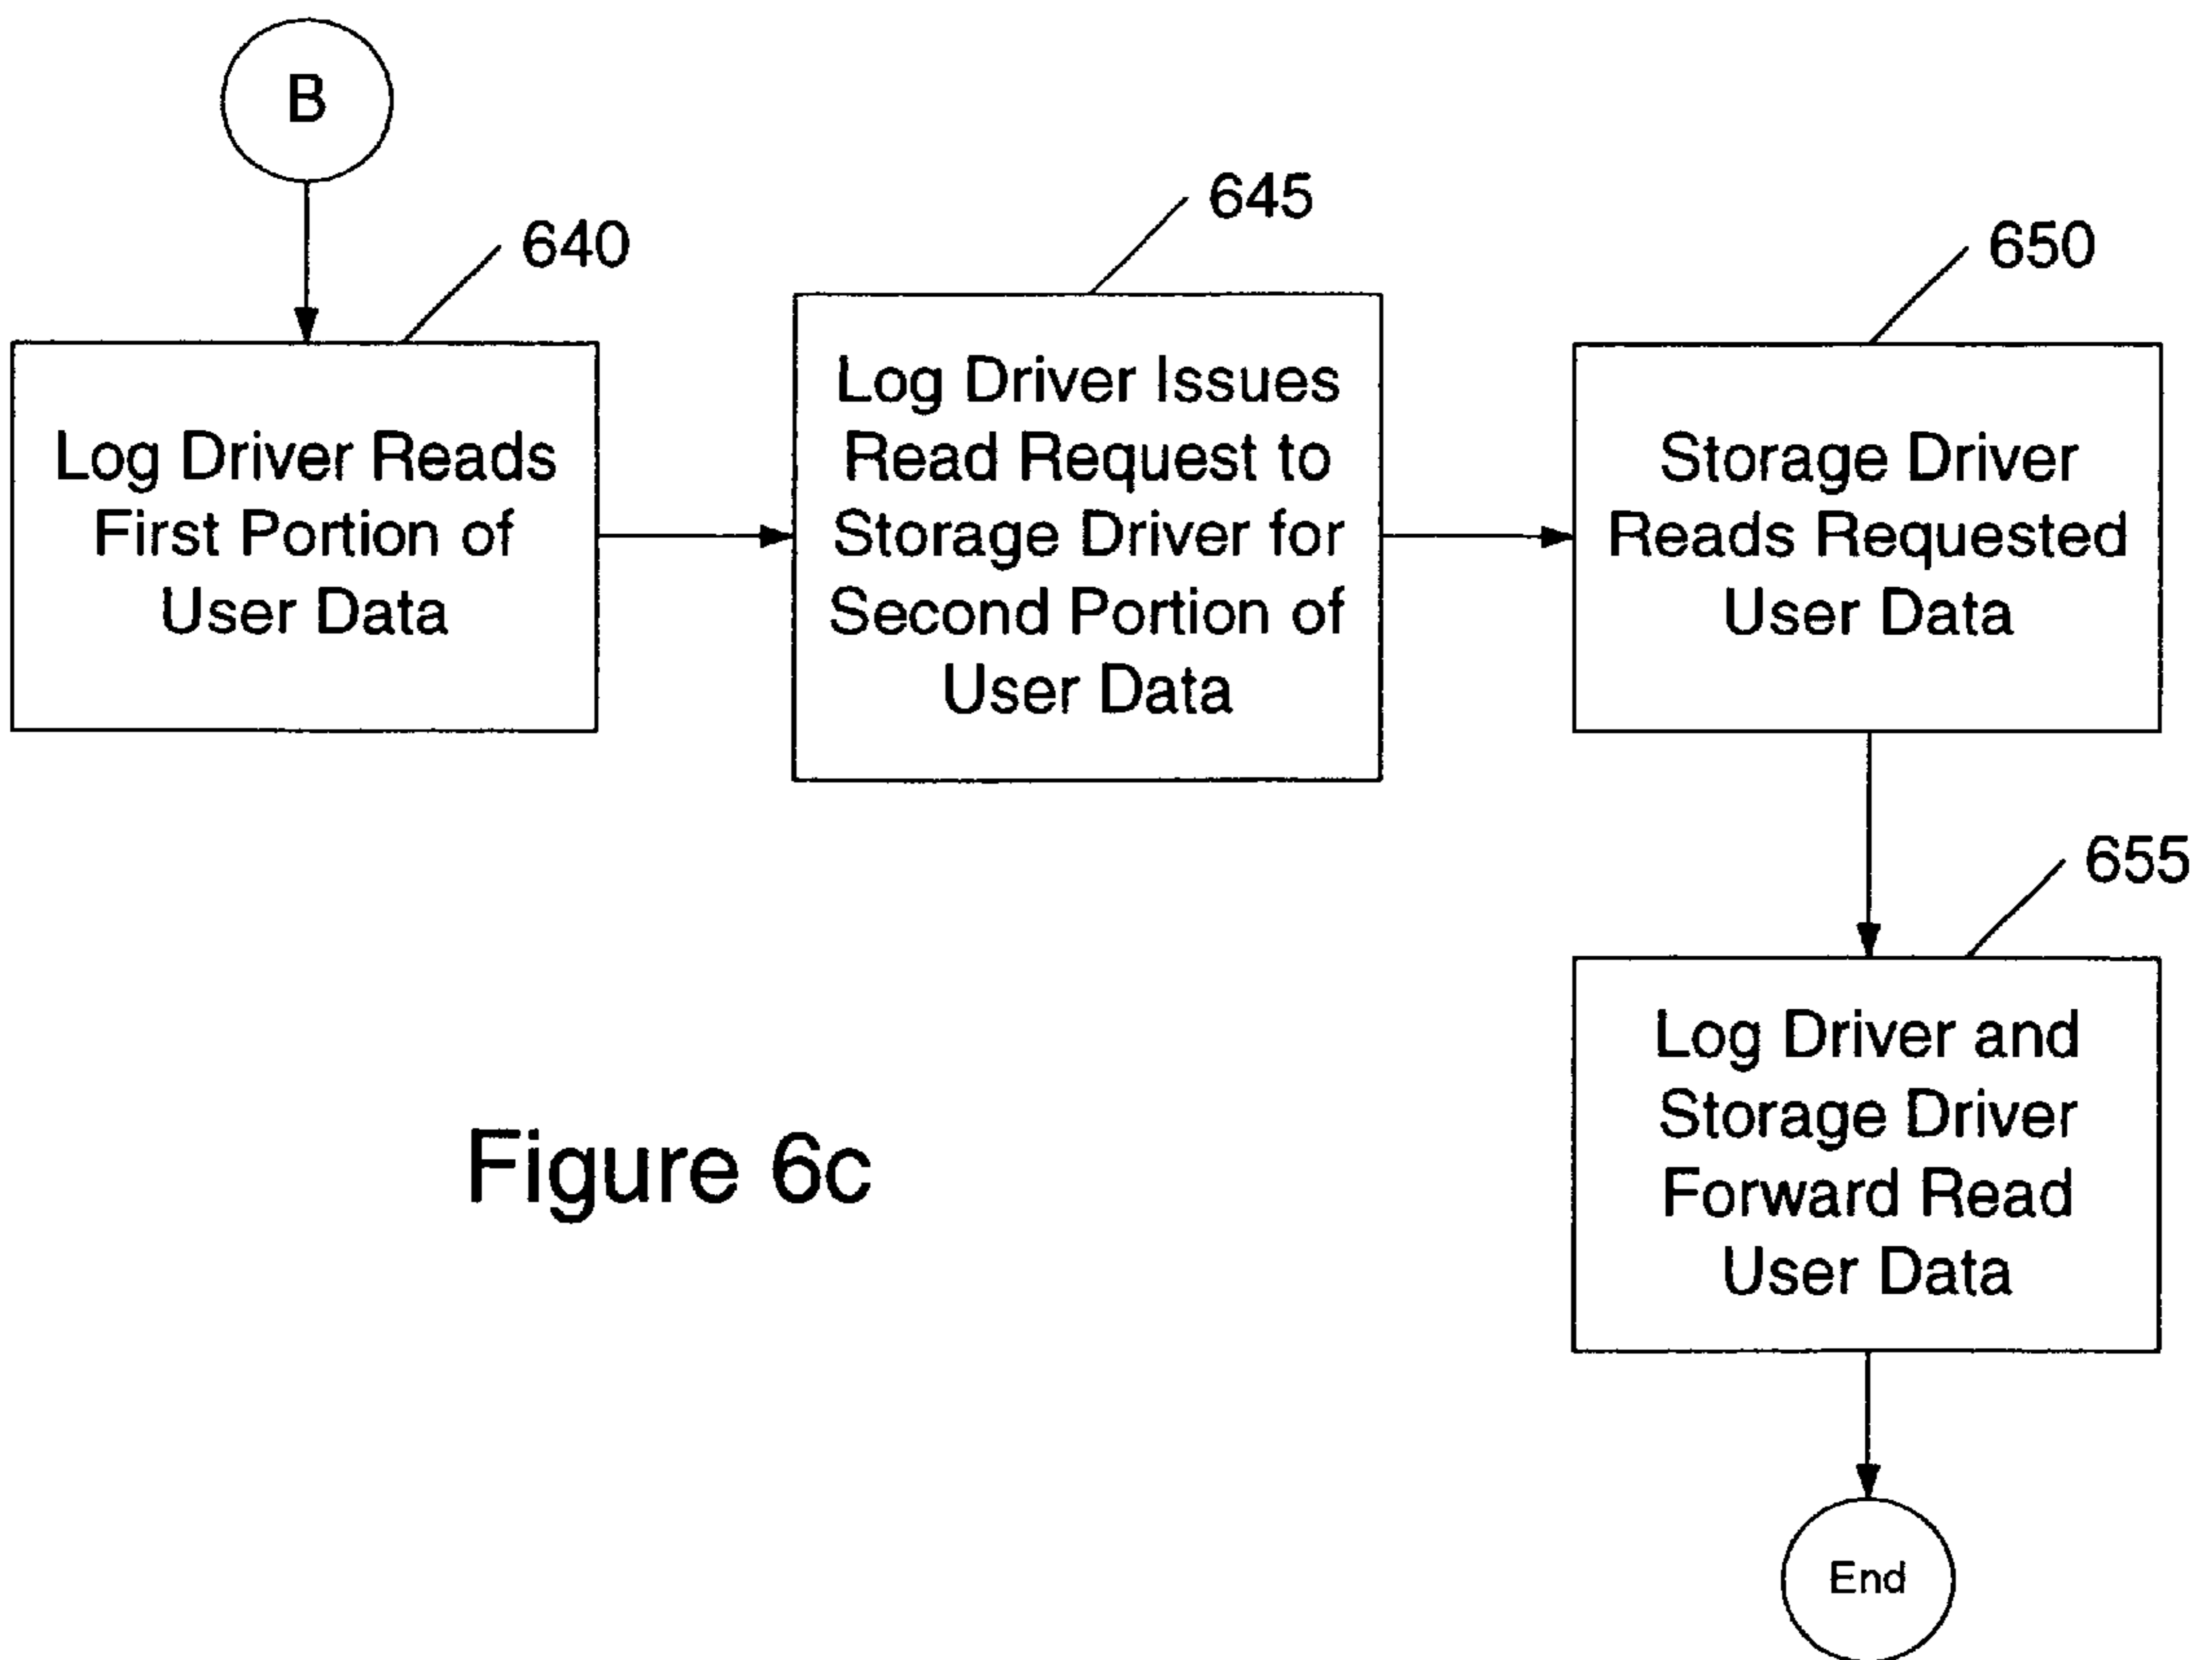 B
640
Log Driver Reads
First Portion of
User Data
645
Log Driver Issues
Read Request to
Storage Driver for
Second Portion of
User Data
650
Storage Driver
Reads Requested
User Data
655
Log Driver and
Storage Driver
Forward Read
User Data
End
Figure 6c